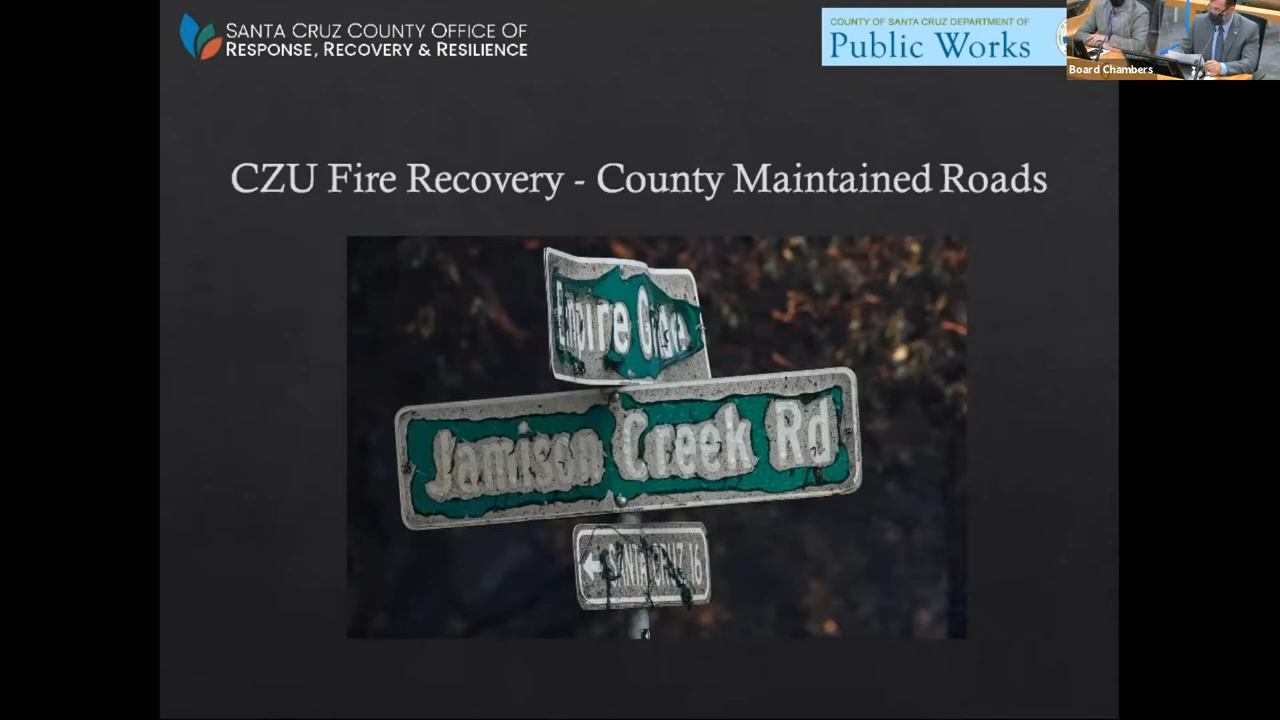 SANTA CRUZ COUNTY OFFICE OF
RESPONSE, RECOVERY & RESILIENCE
COUNTY OF SANTA CRUZ DEPARTMENT OF
Public Works
Board Chambers
CZU Fire Recovery - County Maintained Roads
Empire Grade
Jamison Creek Rd
SANTA CRUZ 16